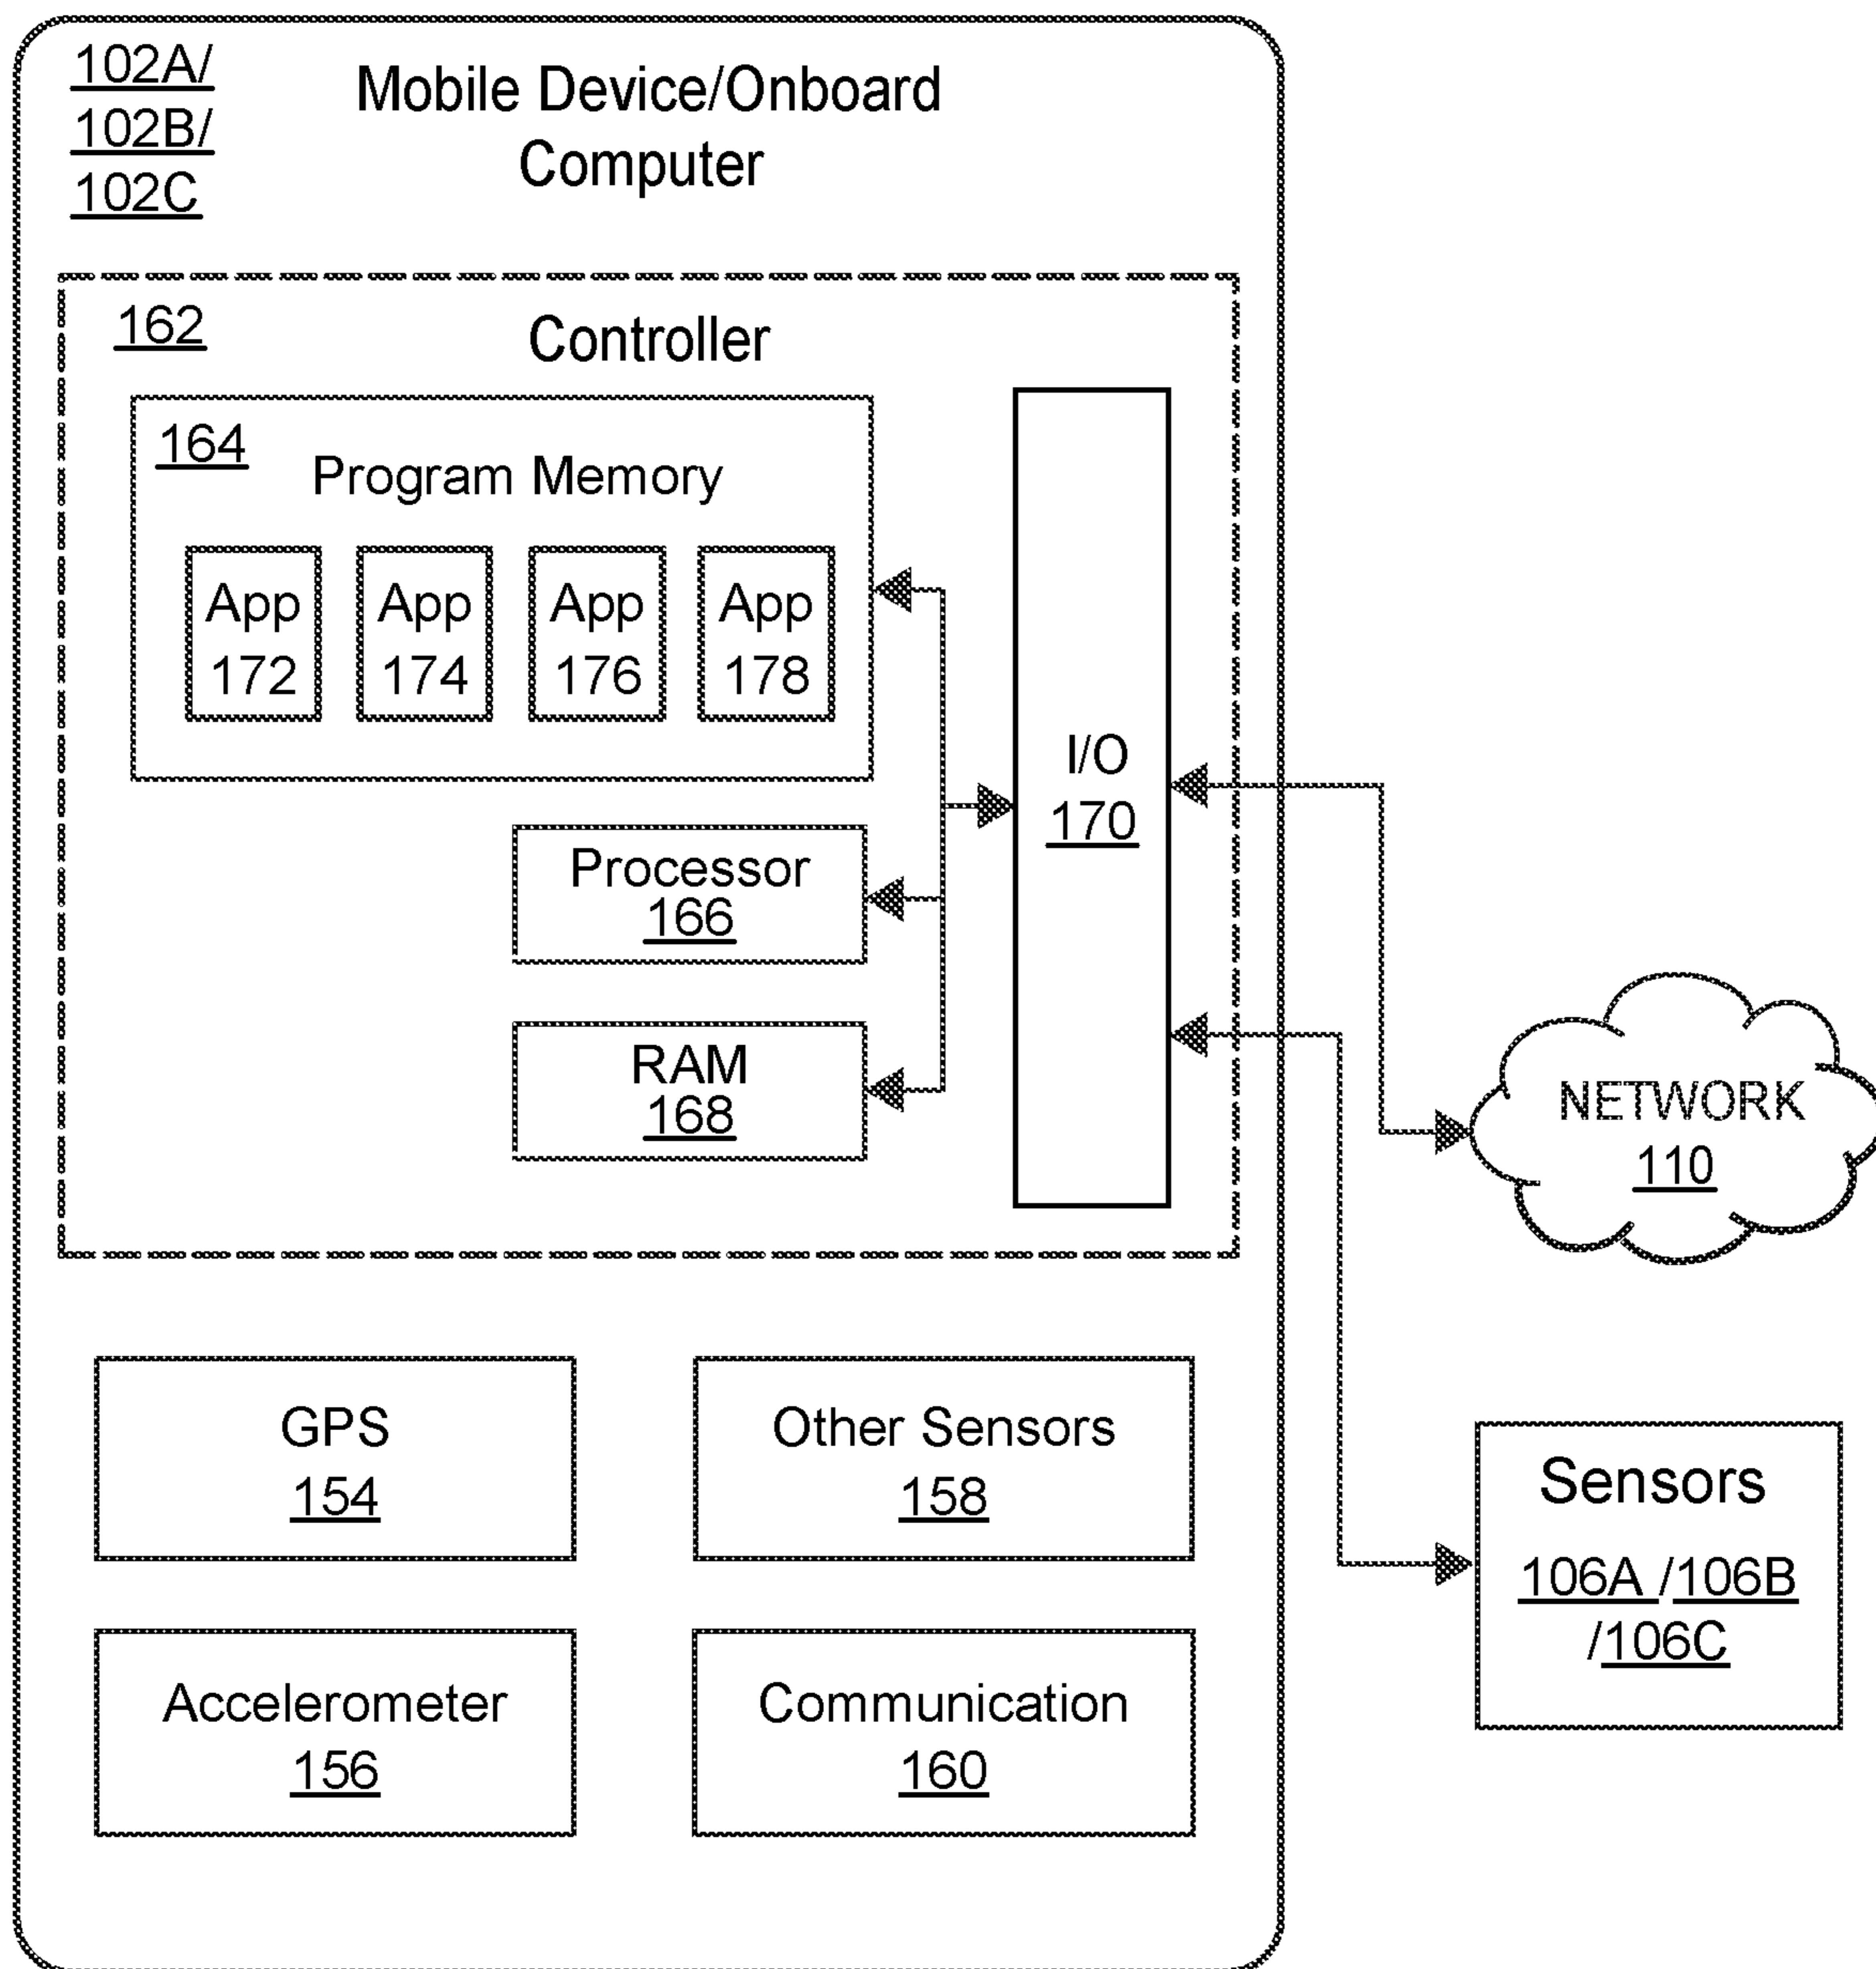 102A/
102B/
102C
Mobile Device/Onboard
Computer
162
Controller
164
Program Memory
App
172
App
174
App
176
App
178
I/O
170
Processor
166
RAM
168
NETWORK
110
GPS
154
Other Sensors
158
Sensors
106A /106B
/106C
Accelerometer
156
Communication
160